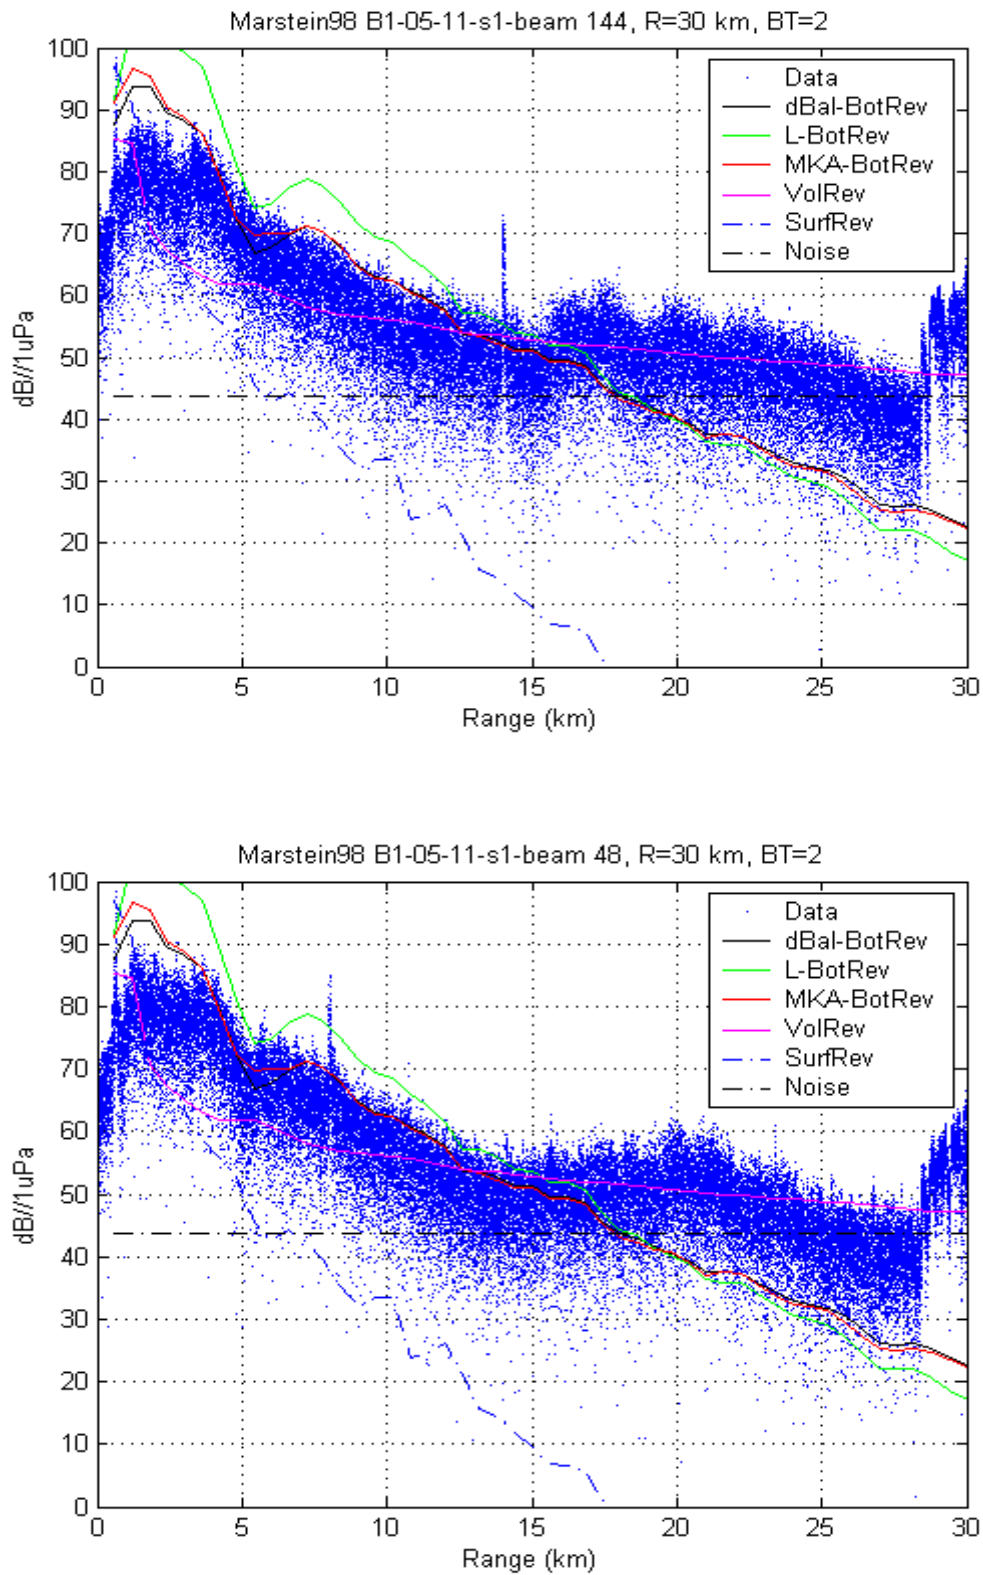 Marstein98 B1-05-11-s1-beam 144, R=30 km, BT=2
100
90
80
70
60
50
40
30
20
10
0
dB//1uPa
Data
dBal-BotRev
L-BotRev
MKA-BotRev
VolRev
SurfRev
Noise
0 5 10 15 20 25 30
Range (km)
Marstein98 B1-05-11-s1-beam 48, R=30 km, BT=2
100
90
80
70
60
50
40
30
20
10
0
dB//1uPa
Data
dBal-BotRev
L-BotRev
MKA-BotRev
VolRev
SurfRev
Noise
0 5 10 15 20 25 30
Range (km)